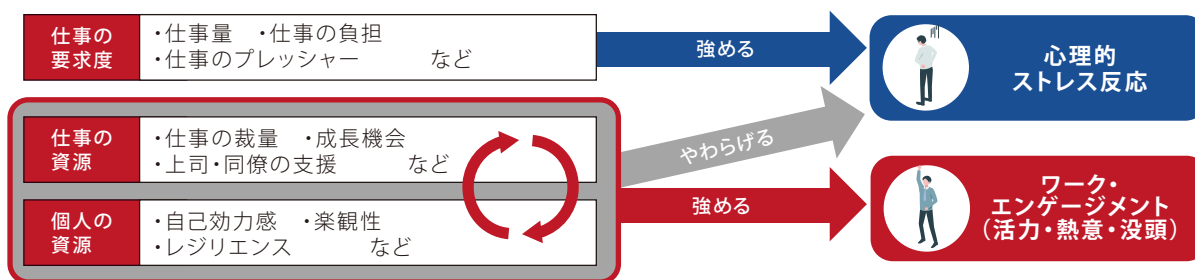 仕事の
要求度
・仕事量　・仕事の負担
・仕事のプレッシャー　　　など
強める
心理的
ストレス反応
仕事の
資源
・仕事の裁量　・成長機会
・上司・同僚の支援　　　など
やわらげる
個人の
資源
・自己効力感　・楽観性
・レジリエンス　　　など
強める
ワーク・
エンゲージメント
（活力・熱意・没頭）